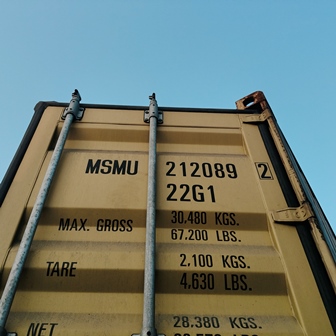 MSMU 212089 2
22G1
MAX. GROSS 30.480 KGS.
67.200 LBS.
TARE 2.100 KGS.
4.630 LBS.
NET 28.380 KGS.